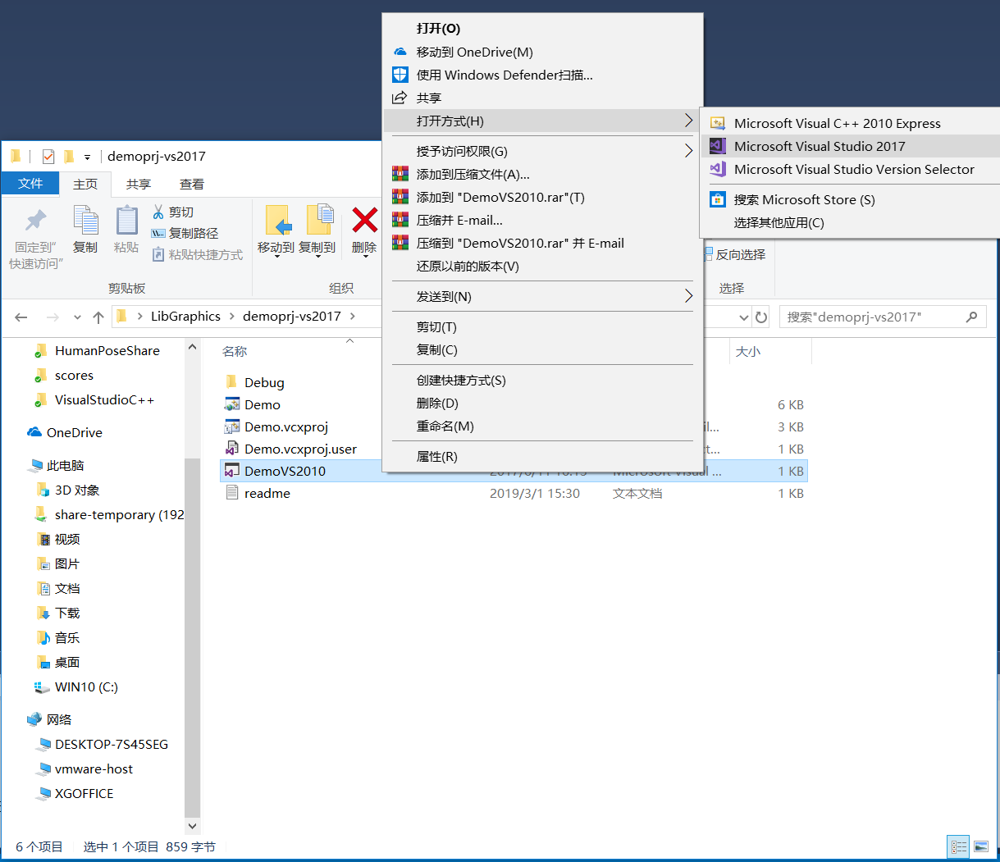 打开(O)
移动到 OneDrive(M)
使用 Windows Defender扫描...
共享
打开方式(H)
授予访问权限(G)
添加到压缩文件(A)...
添加到 "DemoVS2010.rar"(T)
压缩并 E-mail...
压缩到 "DemoVS2010.rar" 并 E-mail
还原以前的版本(V)
发送到(N)
剪切(T)
复制(C)
创建快捷方式(S)
删除(D)
重命名(M)
属性(R)
Microsoft Visual C++ 2010 Express
Microsoft Visual Studio 2017
Microsoft Visual Studio Version Selector
搜索 Microsoft Store (S)
选择其他应用(C)
demoprj-vs2017
文件 主页 共享 查看
固定到"
快速访问"
复制
粘贴
剪切
复制路径
粘贴快捷方式
剪贴板
移动到 复制到 删除
组织
反向选择
选择
LibGraphics demoprj-vs2017
搜索"demoprj-vs2017"
HumanPoseShare
scores
VisualStudioC++
OneDrive
此电脑
3D 对象
share-temporary (192
视频
图片
文档
下载
音乐
桌面
WIN10 (C:)
网络
DESKTOP-7S45SEG
vmware-host
XGOFFICE
名称 大小
Debug
Demo 6 KB
Demo.vcxproj il... 3 KB
Demo.vcxproj.user ct... 1 KB
DemoVS2010 Microsoft Visual ... 1 KB
readme 2019/3/1 15:30 文本文档 1 KB
6 个项目 选中 1 个项目 859 字节